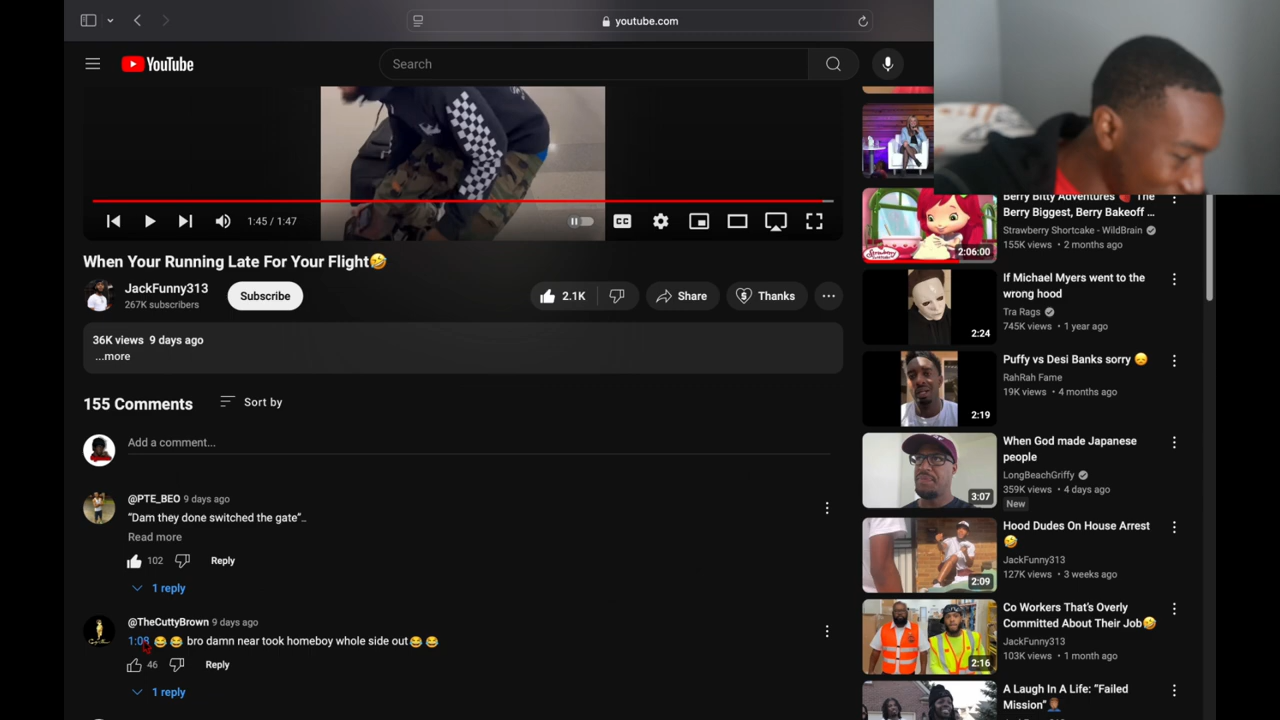 youtube.com
YouTube
Search
1:45 / 1:47
CC
When Your Running Late For Your Flight🤣
JackFunny313
267K subscribers
Subscribe
2.1K
Share
Thanks
36K views 9 days ago
...more
155 Comments
Sort by
Add a comment...
@PTE_BEO 9 days ago
“Dam they done switched the gate”..
Read more
102
Reply
1 reply
@TheCuttyBrown 9 days ago
1:08 😂 😂 bro damn near took homeboy whole side out😂 😂
46
Reply
1 reply
Berry Bitty Adventures 🍓 The
Berry Biggest, Berry Bakeoff ...
Strawberry Shortcake - WildBrain
155K views • 2 months ago
2:06:00
If Michael Myers went to the
wrong hood
Tra Rags
745K views • 1 year ago
2:24
Puffy vs Desi Banks sorry 😞
RahRah Fame
19K views • 4 months ago
2:19
When God made Japanese
people
LongBeachGriffy
359K views • 4 days ago
New
3:07
Hood Dudes On House Arrest
🤣
JackFunny313
127K views • 3 weeks ago
2:09
Co Workers That’s Overly
Committed About Their Job🤣
JackFunny313
103K views • 1 month ago
2:16
A Laugh In A Life: “Failed
Mission”🤦🏾‍♂️